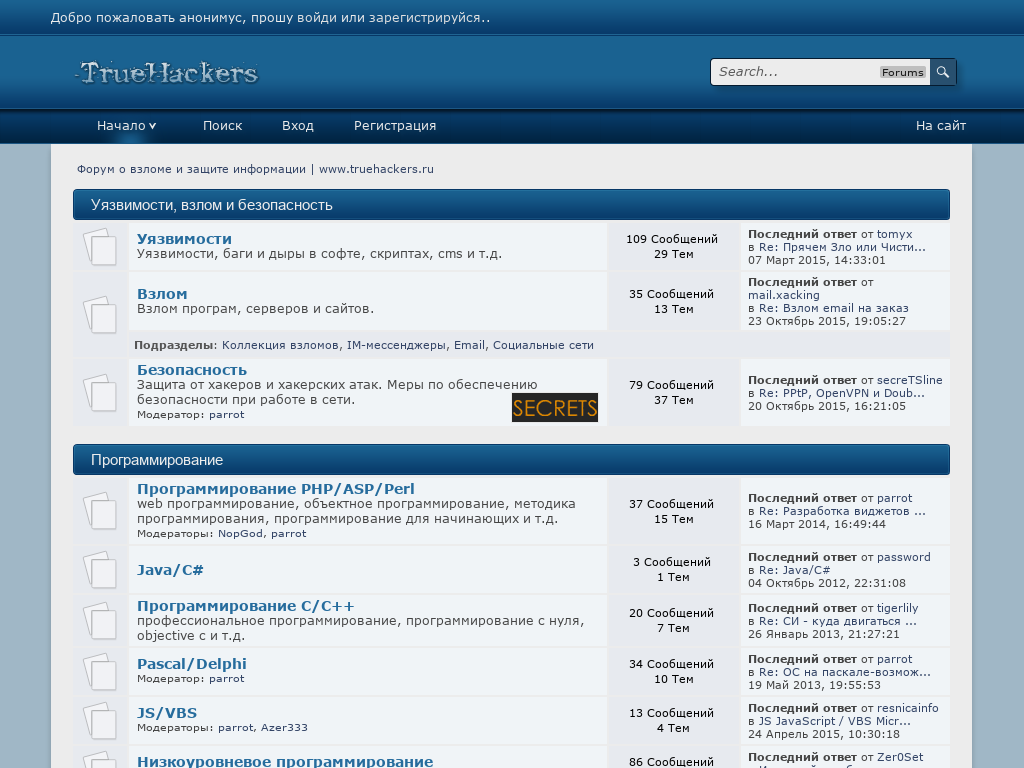 Добро пожаловать анонимус, прошу войди или зарегистрируйся..
TrueHackers
Search...
Forums
Начало
Поиск
Вход
Регистрация
На сайт
Форум о взломе и защите информации | www.truehackers.ru
Уязвимости, взлом и безопасность
Уязвимости
Уязвимости, баги и дыры в софте, скриптах, cms и т.д.
109 Сообщений
29 Тем
Последний ответ от tomyx
в Re: Прячем Зло или Чисти...
07 Март 2015, 14:33:01
Взлом
Взлом програм, серверов и сайтов.
35 Сообщений
13 Тем
Последний ответ от
mail.xacking
в Re: Взлом email на заказ
23 Октябрь 2015, 19:05:27
Подразделы: Коллекция взломов, IM-мессенджеры, Email, Социальные сети
Безопасность
Защита от хакеров и хакерских атак. Меры по обеспечению
безопасности при работе в сети.
Модератор: parrot
SECRETS
79 Сообщений
37 Тем
Последний ответ от secreTSline
в Re: PPtP, OpenVPN и Doub...
20 Октябрь 2015, 16:21:05
Программирование
Программирование PHP/ASP/Perl
web программирование, объектное программирование, методика
программирования, программирование для начинающих и т.д.
Модераторы: NopGod, parrot
37 Сообщений
15 Тем
Последний ответ от parrot
в Re: Разработка виджетов ...
16 Март 2014, 16:49:44
Java/C#
3 Сообщений
1 Тем
Последний ответ от password
в Re: Java/C#
04 Октябрь 2012, 22:31:08
Программирование C/C++
профессиональное программирование, программирование с нуля,
objective c и т.д.
20 Сообщений
7 Тем
Последний ответ от tigerlily
в Re: СИ - куда двигаться ...
26 Январь 2013, 21:27:21
Pascal/Delphi
Модератор: parrot
34 Сообщений
10 Тем
Последний ответ от parrot
в Re: ОС на паскале-возмож...
19 Май 2013, 19:55:53
JS/VBS
Модераторы: parrot, Azer333
13 Сообщений
4 Тем
Последний ответ от resnicainfo
в JS JavaScript / VBS Micr...
24 Апрель 2015, 10:30:18
Низкоуровневое программирование
86 Сообщений
Последний ответ от Zer0Set